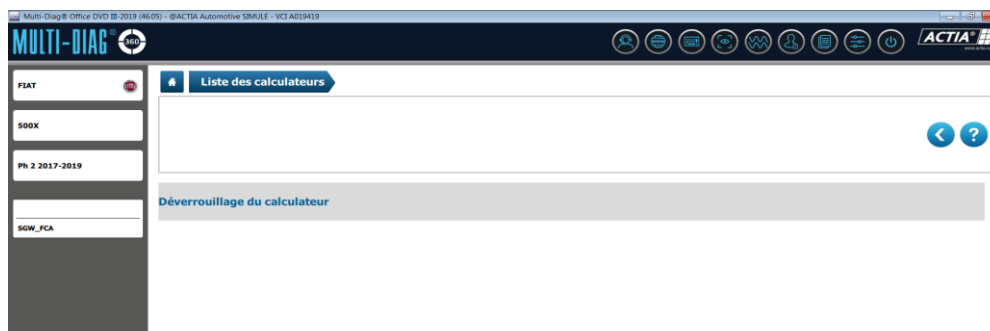 Multi-Diag® Office DVD III-2019 (46.05) - @ACTIA Automotive SIMULE - VCI A019419
MULTI-DIAG® 360
ACTIA®
FIAT
Liste des calculateurs
500X
?
Ph 2 2017-2019
Déverrouillage du calculateur
SGW_FCA